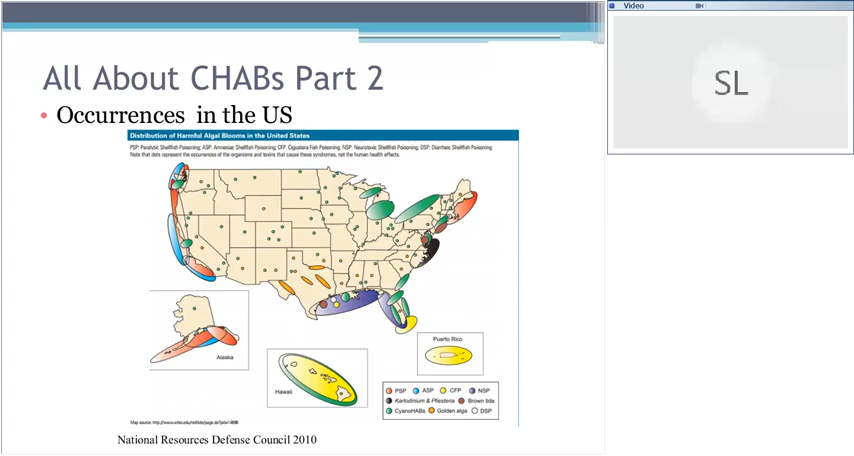 All About CHABs Part 2
• Occurrences in the US
Distribution of Harmful Algal Blooms in the United States
PSP: Paralytic Shellfish Poisoning; ASP: Amnesiac Shellfish Poisoning, CFP, Ciguatera Fish Poisoning; NSP: Neurotoxic Shellfish Poisoning; DSP: Diarrheic Shellfish Poisoning.
Note that dots represent the occurrences of the organisms and toxins that cause these syndromes, not the human health effects.
Alaska
Hawaii
Puerto Rico
PSP ASP CFP NSP
Karlodinium & Pfiesteria Brown tide
CyanoHABs Golden alga DSP
Map source:
National Resources Defense Council 2010
Video
SL